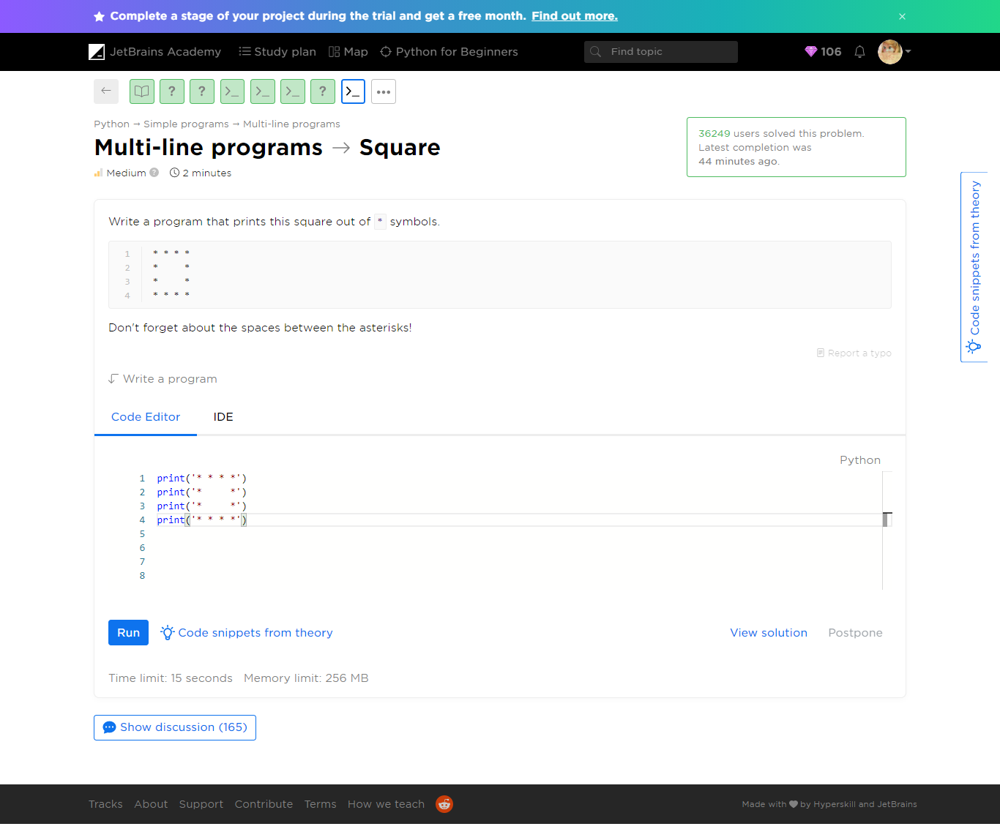 Complete a stage of your project during the trial and get a free month. Find out more. ×
JetBrains Academy Study plan Map Python for Beginners Find topic 106
? ? >_ >_ >_ ? >_ •••
Python → Simple programs → Multi-line programs
Multi-line programs → Square
Medium ? 2 minutes
36249 users solved this problem.
Latest completion was
44 minutes ago.
Code snippets from theory
Write a program that prints this square out of * symbols.
1 * * * *
2 *     *
3 *     *
4 * * * *
Don't forget about the spaces between the asterisks!
Report a typo
Write a program
Code Editor IDE
Python
1 print('* * * *')
2 print('*     *')
3 print('*     *')
4 print('* * * *')
5
6
7
8
Run Code snippets from theory View solution Postpone
Time limit: 15 seconds Memory limit: 256 MB
Show discussion (165)
Tracks About Support Contribute Terms How we teach Made with ♥ by Hyperskill and JetBrains